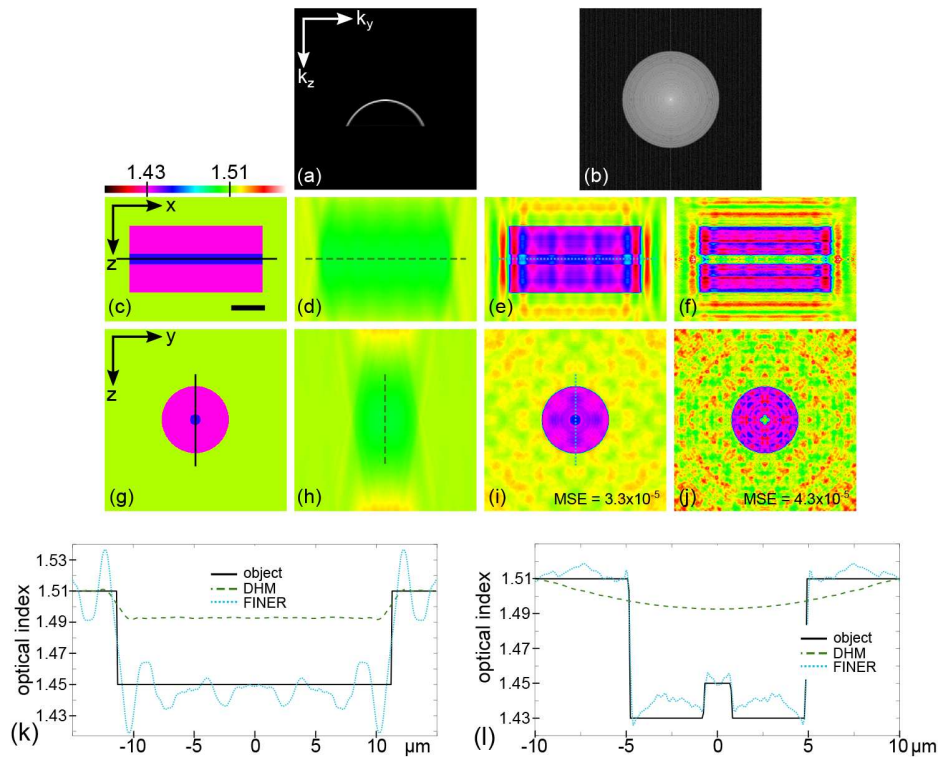 k_y
k_z
(a)
(b)
1.43 1.51
x
z
(c)
(d)
(e)
(f)
y
z
(g)
(h)
(i) MSE = 3.3x10^-5
(j) MSE = 4.3x10^-5
1.53
1.51
1.49
1.47
1.45
1.43
optical index
object
DHM
FINER
-10 -5 0 5 10 µm
(k)
1.51
1.49
1.47
1.45
1.43
optical index
object
DHM
FINER
-10 -5 0 5 10 µm
(l)